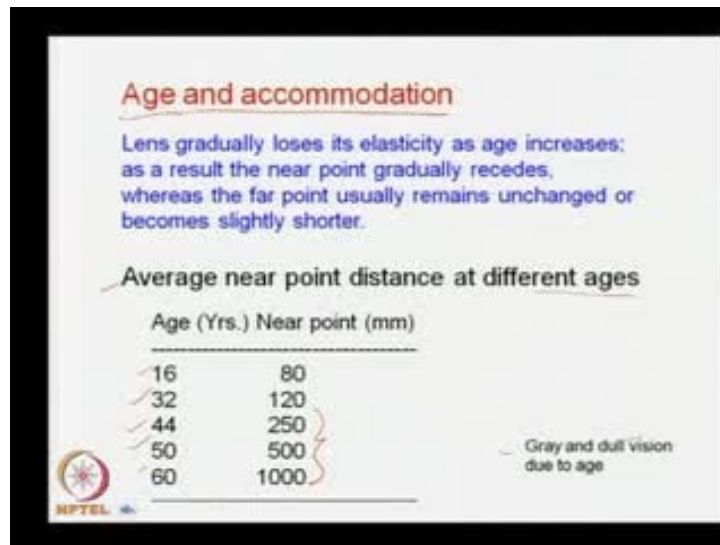 Age and accommodation
Lens gradually loses its elasticity as age increases;
as a result the near point gradually recedes,
whereas the far point usually remains unchanged or
becomes slightly shorter.
Average near point distance at different ages
Age (Yrs.) Near point (mm)
16 80
32 120
44 250
50 500
60 1000
Gray and dull vision
due to age
NPTEL